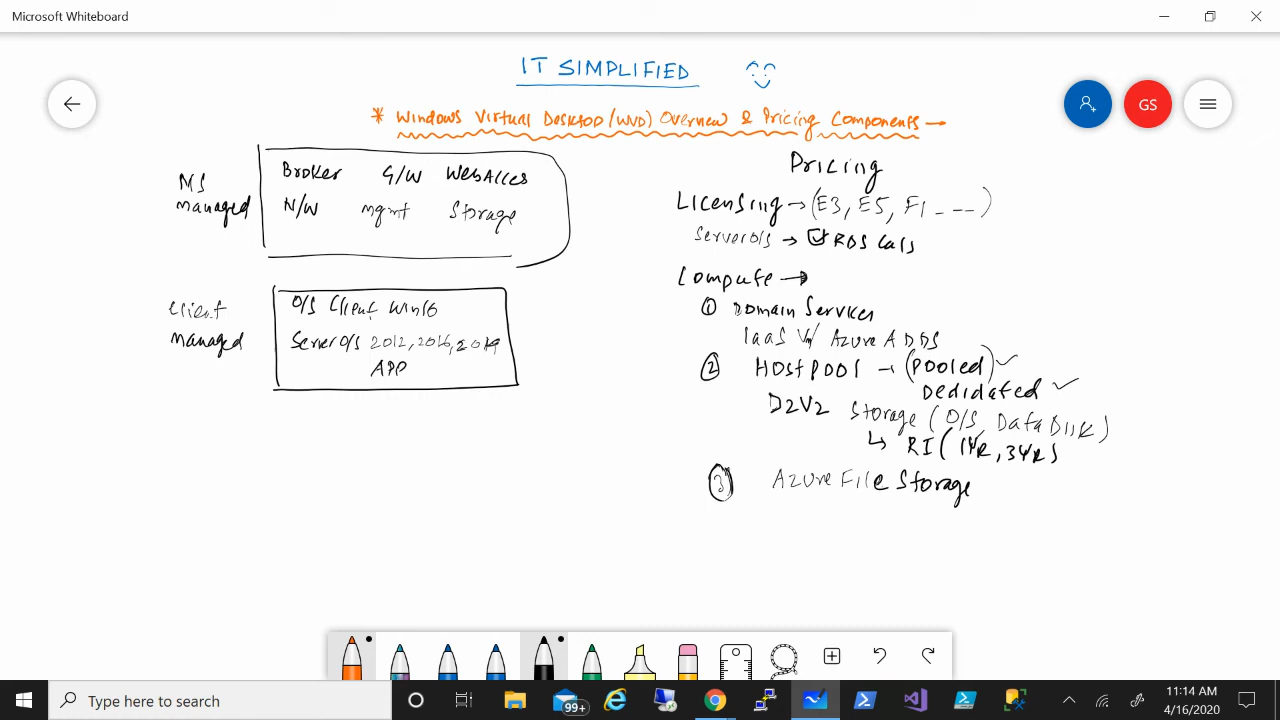 Microsoft Whiteboard
IT SIMPLIFIED
* Windows Virtual Desktop (WVD) Overview & Pricing Components
GS
MS
managed
Broker G/W WebAcces
N/W mgmt Storage
Client
Managed
O/S Client Win10
Server O/S 2012, 2016, 2019
APP
Pricing
Licensing → (E3, E5, F1 - -- )
Server O/S → RDS Cals
Compute →
① Domain Services
IaaS VM Azure ADDS
② HOST POOl → (Pooled) ✓
Dedidated ✓
D2V2 Storage (O/S, Data Disk)
↳ RI (1YR, 3YR)
③ Azure File Storage
Type here to search
99+
11:14 AM
4/16/2020